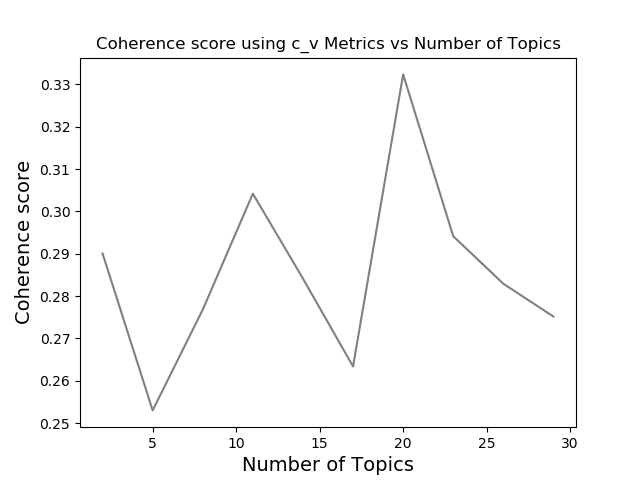 Coherence score using c_v Metrics vs Number of Topics
0.33
0.32
0.31
0.30
0.29
0.28
0.27
0.26
0.25
Coherence score
5 10 15 20 25 30
Number of Topics